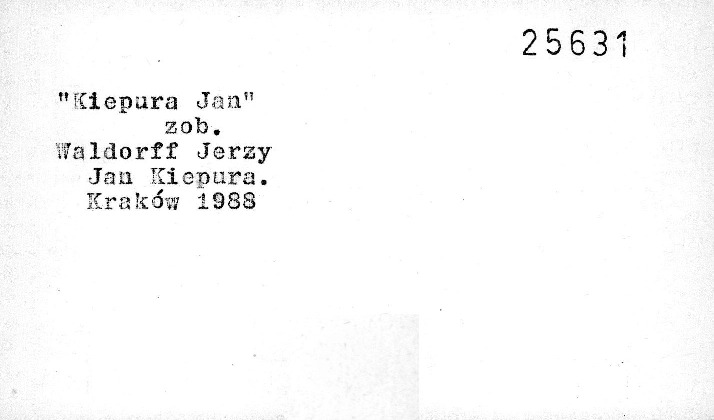 25631
"Kiepura Jan"
zob.
Waldorff Jerzy
Jan Kiepura.
Kraków 1988